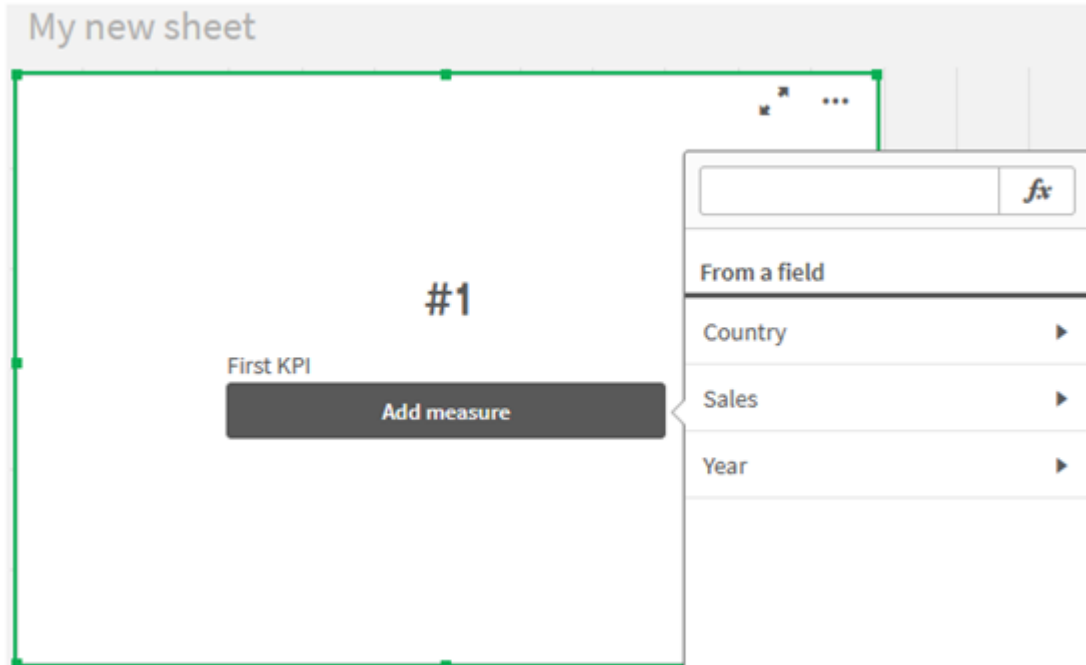 My new sheet
...
fx
From a field
#1
Country
First KPI
Add measure
Sales
Year